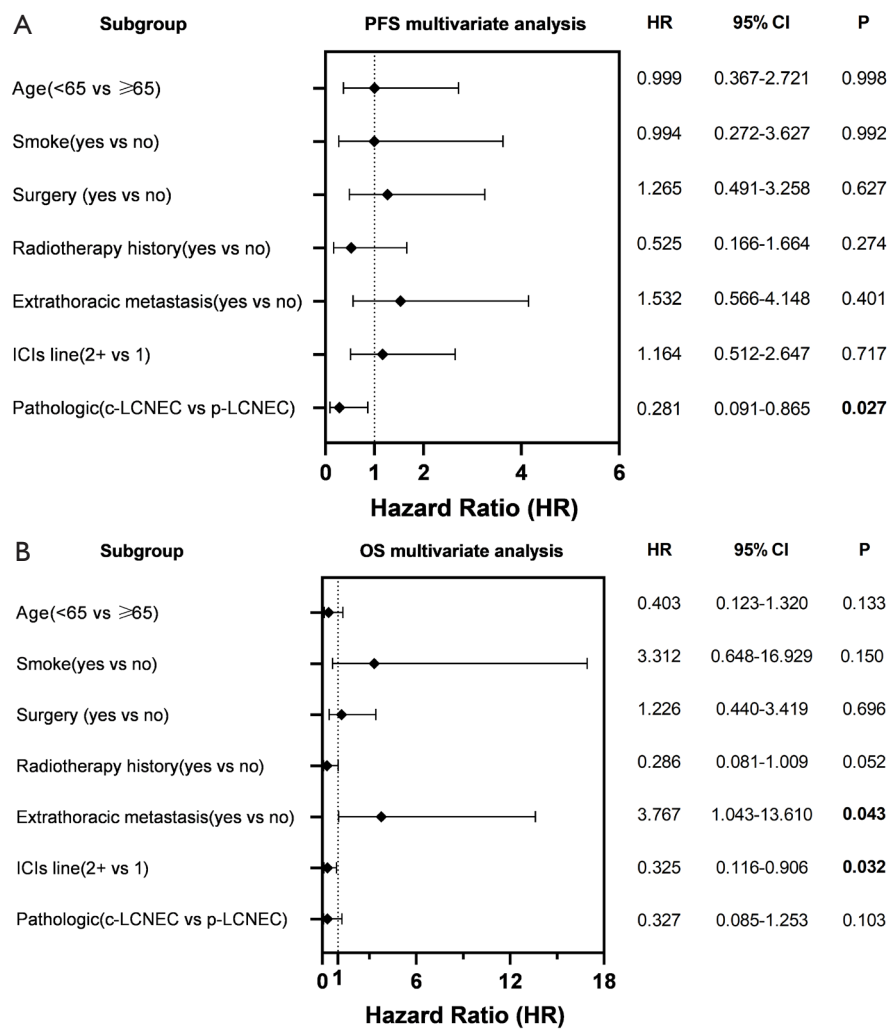 A Subgroup PFS multivariate analysis HR 95% CI P
Age(<65 vs ⩾65) 0.999 0.367-2.721 0.998
Smoke(yes vs no) 0.994 0.272-3.627 0.992
Surgery (yes vs no) 1.265 0.491-3.258 0.627
Radiotherapy history(yes vs no) 0.525 0.166-1.664 0.274
Extrathoracic metastasis(yes vs no) 1.532 0.566-4.148 0.401
ICIs line(2+ vs 1) 1.164 0.512-2.647 0.717
Pathologic(c-LCNEC vs p-LCNEC) 0.281 0.091-0.865 0.027
0 1 2 4 6
Hazard Ratio (HR)
B Subgroup OS multivariate analysis HR 95% CI P
Age(<65 vs ⩾65) 0.403 0.123-1.320 0.133
Smoke(yes vs no) 3.312 0.648-16.929 0.150
Surgery (yes vs no) 1.226 0.440-3.419 0.696
Radiotherapy history(yes vs no) 0.286 0.081-1.009 0.052
Extrathoracic metastasis(yes vs no) 3.767 1.043-13.610 0.043
ICIs line(2+ vs 1) 0.325 0.116-0.906 0.032
Pathologic(c-LCNEC vs p-LCNEC) 0.327 0.085-1.253 0.103
0 1 6 12 18
Hazard Ratio (HR)